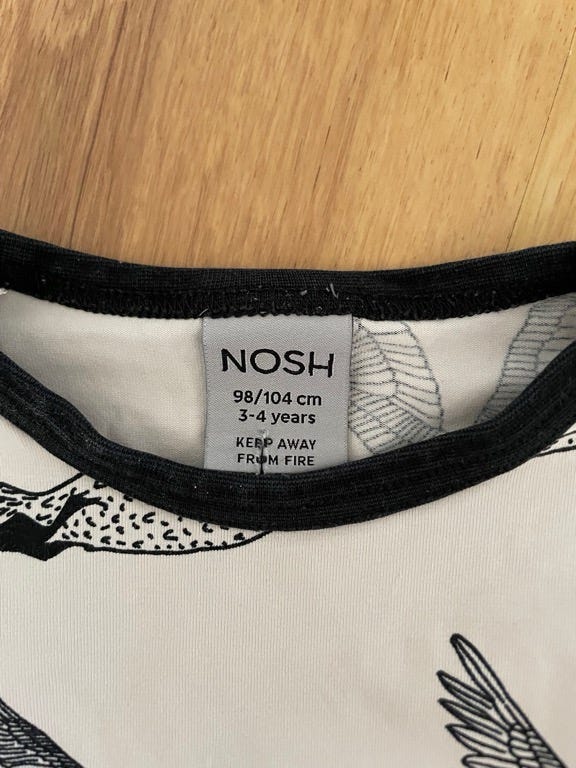 NOSH
98/104 cm
3-4 years
KEEP AWAY
FROM FIRE